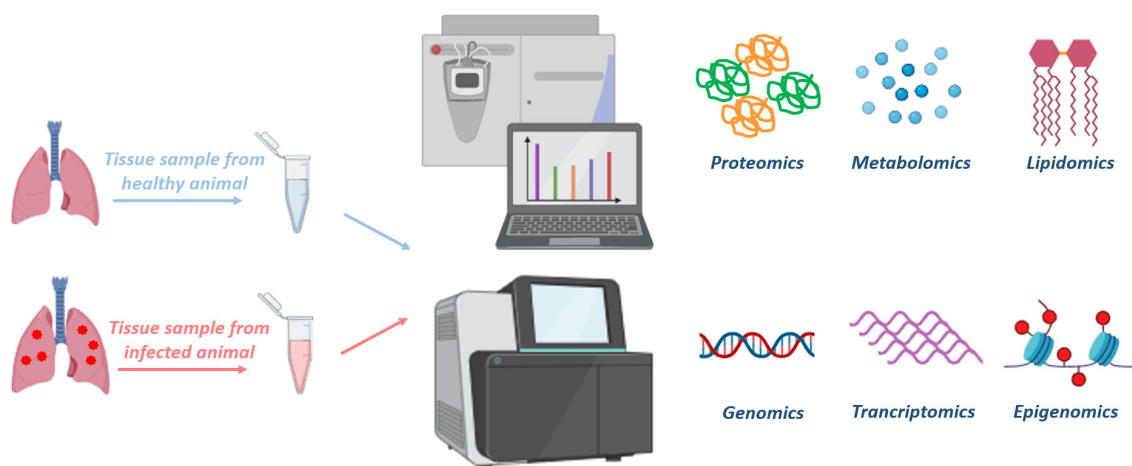 Tissue sample from
healthy animal
Tissue sample from
infected animal
Proteomics
Metabolomics
Lipidomics
Genomics
Trancriptomics
Epigenomics